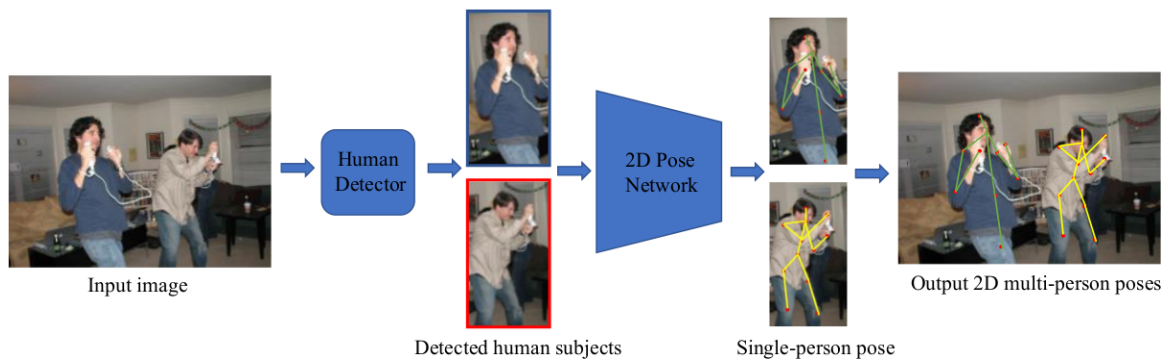 Human
Detector
2D Pose
Network
Input image
Output 2D multi-person poses
Detected human subjects
Single-person pose